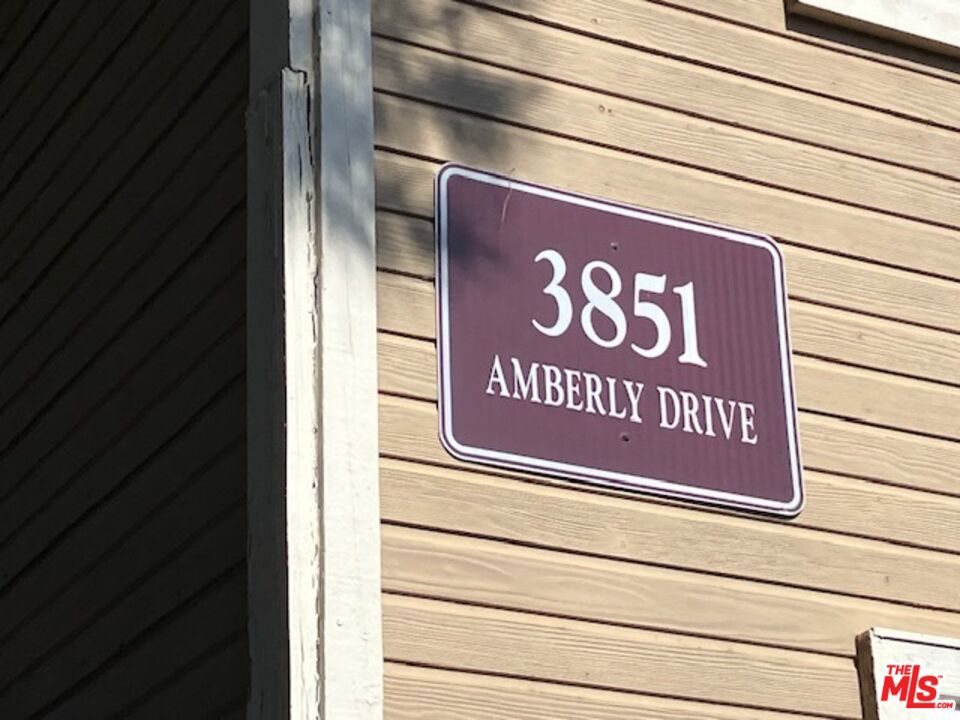 3851
AMBERLY DRIVE
THE
MLS
.COM